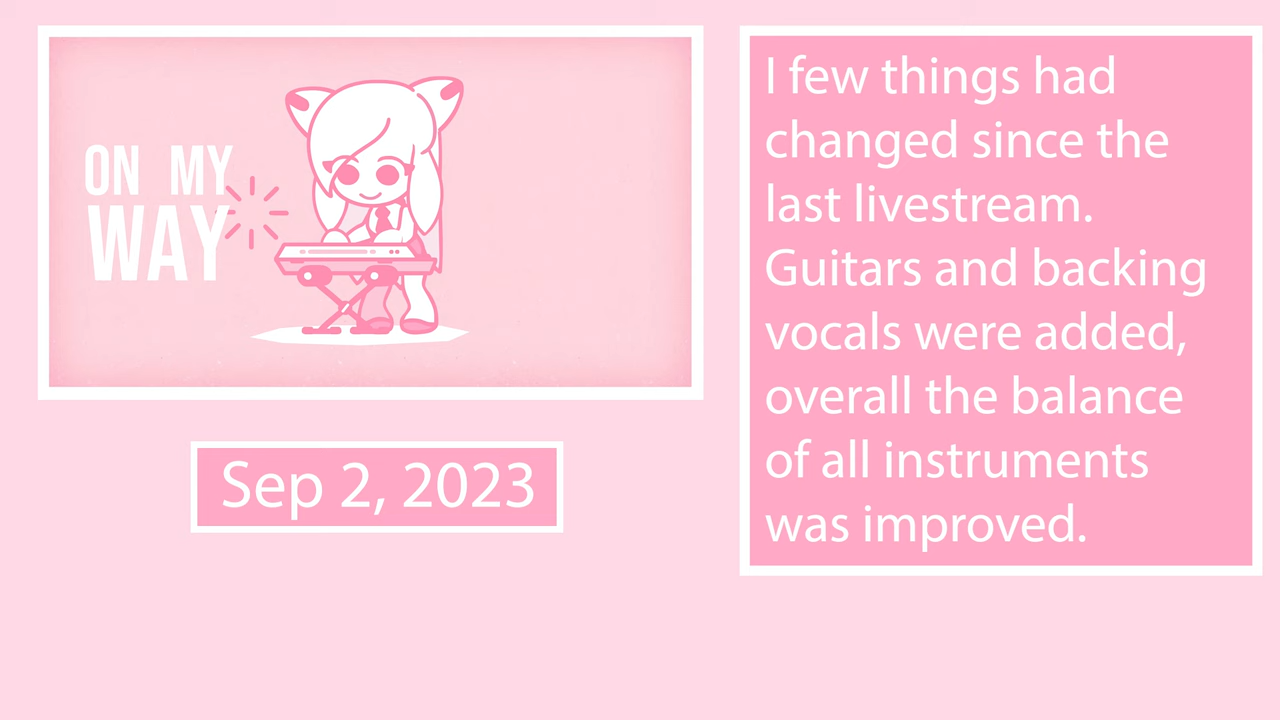 ON MY
WAY
Sep 2, 2023
I few things had
changed since the
last livestream.
Guitars and backing
vocals were added,
overall the balance
of all instruments
was improved.